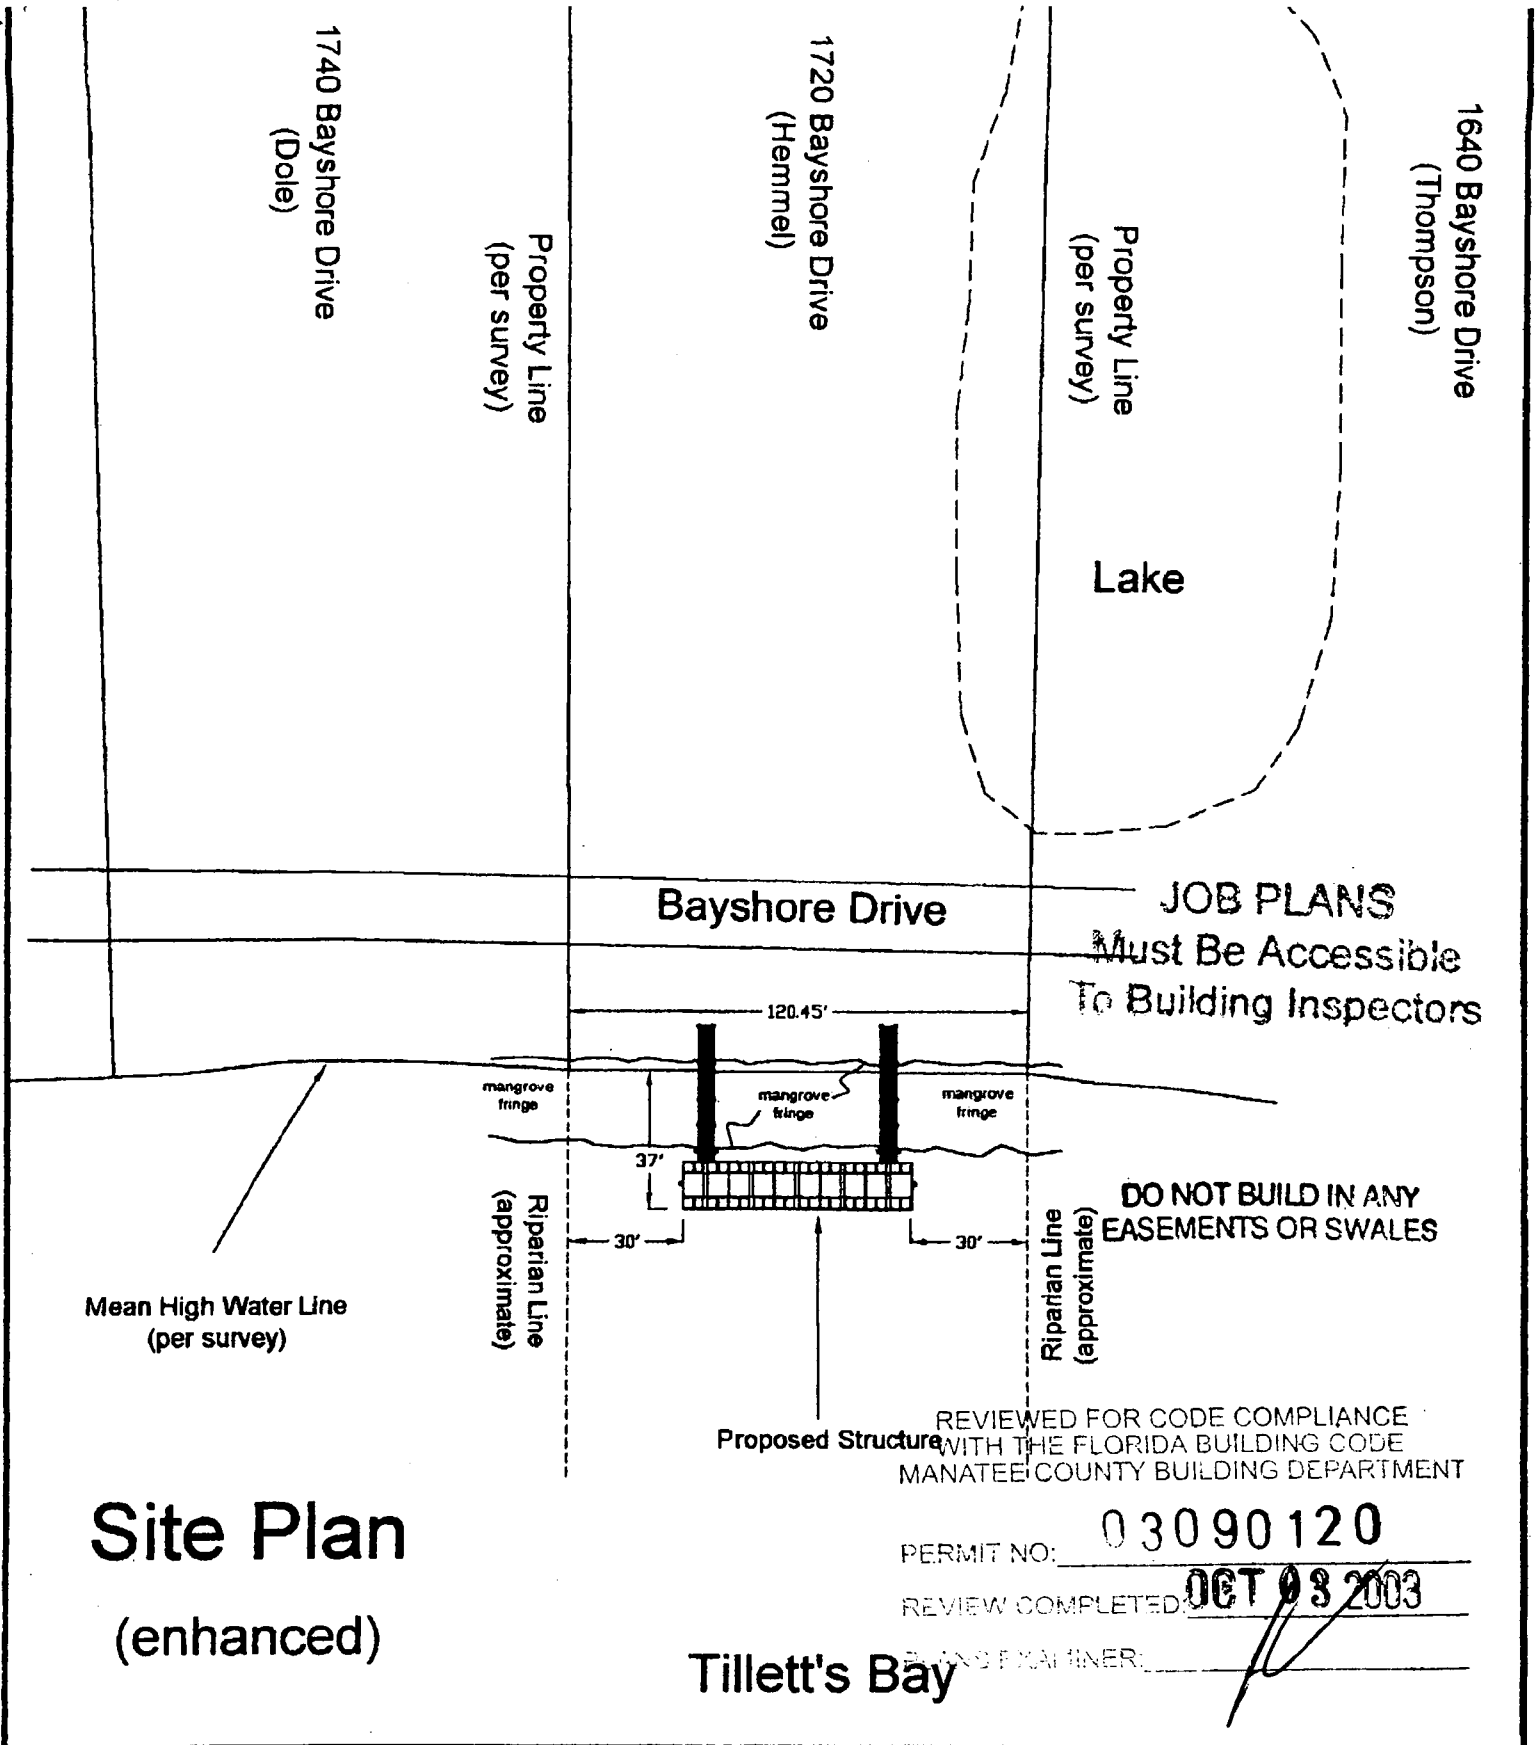 1740 Bayshore Drive
(Dole)
Property Line
(per survey)
1720 Bayshore Drive
(Hemmel)
Property Line
(per survey)
1640 Bayshore Drive
(Thompson)
Lake
Bayshore Drive
JOB PLANS
Must Be Accessible
To Building Inspectors
120.45'
mangrove
fringe
mangrove
fringe
mangrove
fringe
37'
30'
30'
Riparian Line
(approximate)
Riparian Line
(approximate)
DO NOT BUILD IN ANY
EASEMENTS OR SWALES
Mean High Water Line
(per survey)
Proposed Structure
REVIEWED FOR CODE COMPLIANCE
WITH THE FLORIDA BUILDING CODE
MANATEE COUNTY BUILDING DEPARTMENT
PERMIT NO: 03090120
REVIEW COMPLETED: OCT 03 2003
PLANS EXAMINER:
Site Plan
(enhanced)
Tillett's Bay